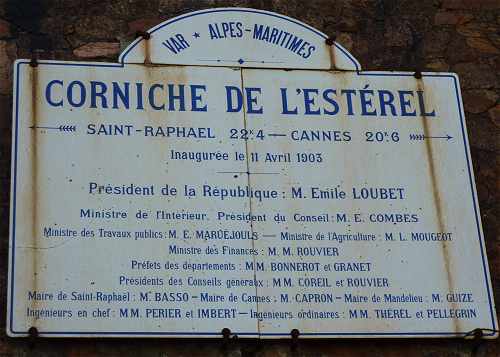 VAR ★ ALPES-MARITIMES
CORNICHE DE L'ESTÉREL
SAINT-RAPHAEL 22ᴷ4 — CANNES 20ᴷ6
Inaugurée le 11 Avril 1903
Président de la République : M. Emile LOUBET
Ministre de l'Intérieur, Président du Conseil : M. E. COMBES
Ministre des Travaux publics : M. E. MARUÉJOULS — Ministre de l'Agriculture : M. L. MOUGEOT
Ministre des Finances : M. M. ROUVIER
Préfets des départements : MM. BONNEROT et GRANET
Présidents des Conseils généraux : MM. COREIL et ROUVIER
Maire de Saint-Raphaël : Mʳ BASSO — Maire de Cannes : M. CAPRON — Maire de Mandelieu : M. GUIZE
Ingénieurs en chef : MM. PERIER et IMBERT — Ingénieurs ordinaires : MM. THÉREL et PELLEGRIN